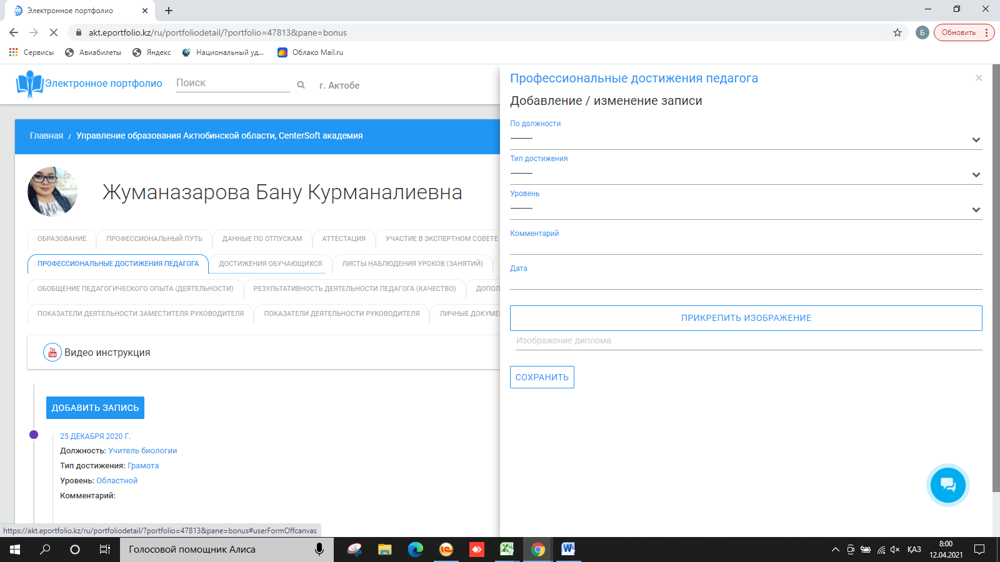 Электронное портфолио
akt.eportfolio.kz/ru/portfoliodetail/?portfolio=47813&pane=bonus
Б
Обновить
Сервисы
Авиабилеты
Яндекс
Национальный уд...
Облако Mail.ru
Электронное портфолио
Поиск
г. Актобе
Главная / Управление образования Актюбинской области, CenterSoft академия
Жуманазарова Бану Курманалиевна
ОБРАЗОВАНИЕ
ПРОФЕССИОНАЛЬНЫЙ ПУТЬ
ДАННЫЕ ПО ОТПУСКАМ
АТТЕСТАЦИЯ
УЧАСТИЕ В ЭКСПЕРТНОМ СОВЕТЕ
ПРОФЕССИОНАЛЬНЫЕ ДОСТИЖЕНИЯ ПЕДАГОГА
ДОСТИЖЕНИЯ ОБУЧАЮЩИХСЯ
ЛИСТЫ НАБЛЮДЕНИЯ УРОКОВ (ЗАНЯТИЙ)
ОБОБЩЕНИЕ ПЕДАГОГИЧЕСКОГО ОПЫТА (ДЕЯТЕЛЬНОСТИ)
РЕЗУЛЬТАТИВНОСТЬ ДЕЯТЕЛЬНОСТИ ПЕДАГОГА (КАЧЕСТВО)
ДОПОЛ
ПОКАЗАТЕЛИ ДЕЯТЕЛЬНОСТИ ЗАМЕСТИТЕЛЯ РУКОВОДИТЕЛЯ
ПОКАЗАТЕЛИ ДЕЯТЕЛЬНОСТИ РУКОВОДИТЕЛЯ
ЛИЧНЫЕ ДОКУМЕ
You Tube
Видео инструкция
ДОБАВИТЬ ЗАПИСЬ
25 ДЕКАБРЯ 2020 Г.
Должность: Учитель биологии
Тип достижения: Грамота
Уровень: Областной
Комментарий:
https://akt.eportfolio.kz/ru/portfoliodetail/?portfolio=47813&pane=bonus#userFormOffcanvas
Профессиональные достижения педагога
Добавление / изменение записи
По должности
---------
Тип достижения
---------
Уровень
---------
Комментарий
Дата
ПРИКРЕПИТЬ ИЗОБРАЖЕНИЕ
Изображение диплома
СОХРАНИТЬ
Голосовой помощник Алиса
ҚАЗ
8:00
12.04.2021